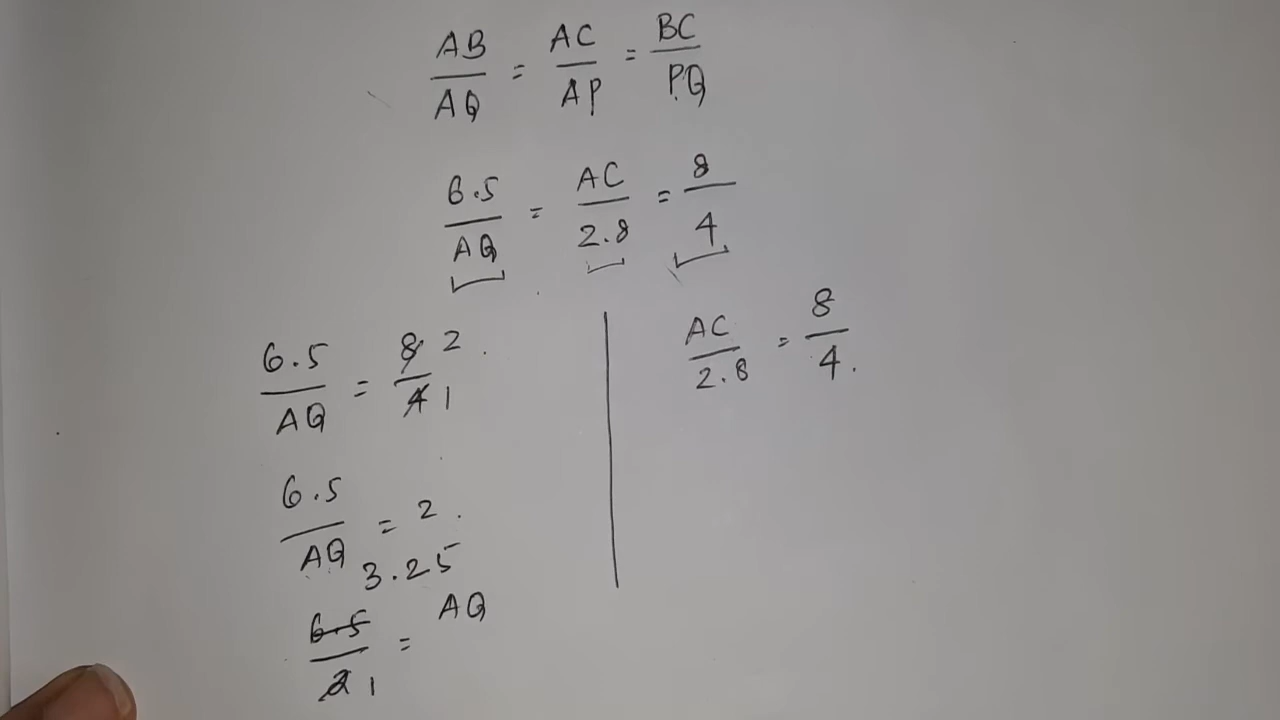 AB/AQ = AC/AP = BC/PQ
6.5/AQ = AC/2.8 = 8/4
6.5/AQ = 8/4 2 1
6.5/AQ = 2.
3.25
6.5/2 1 = AQ
AC/2.8 = 8/4.